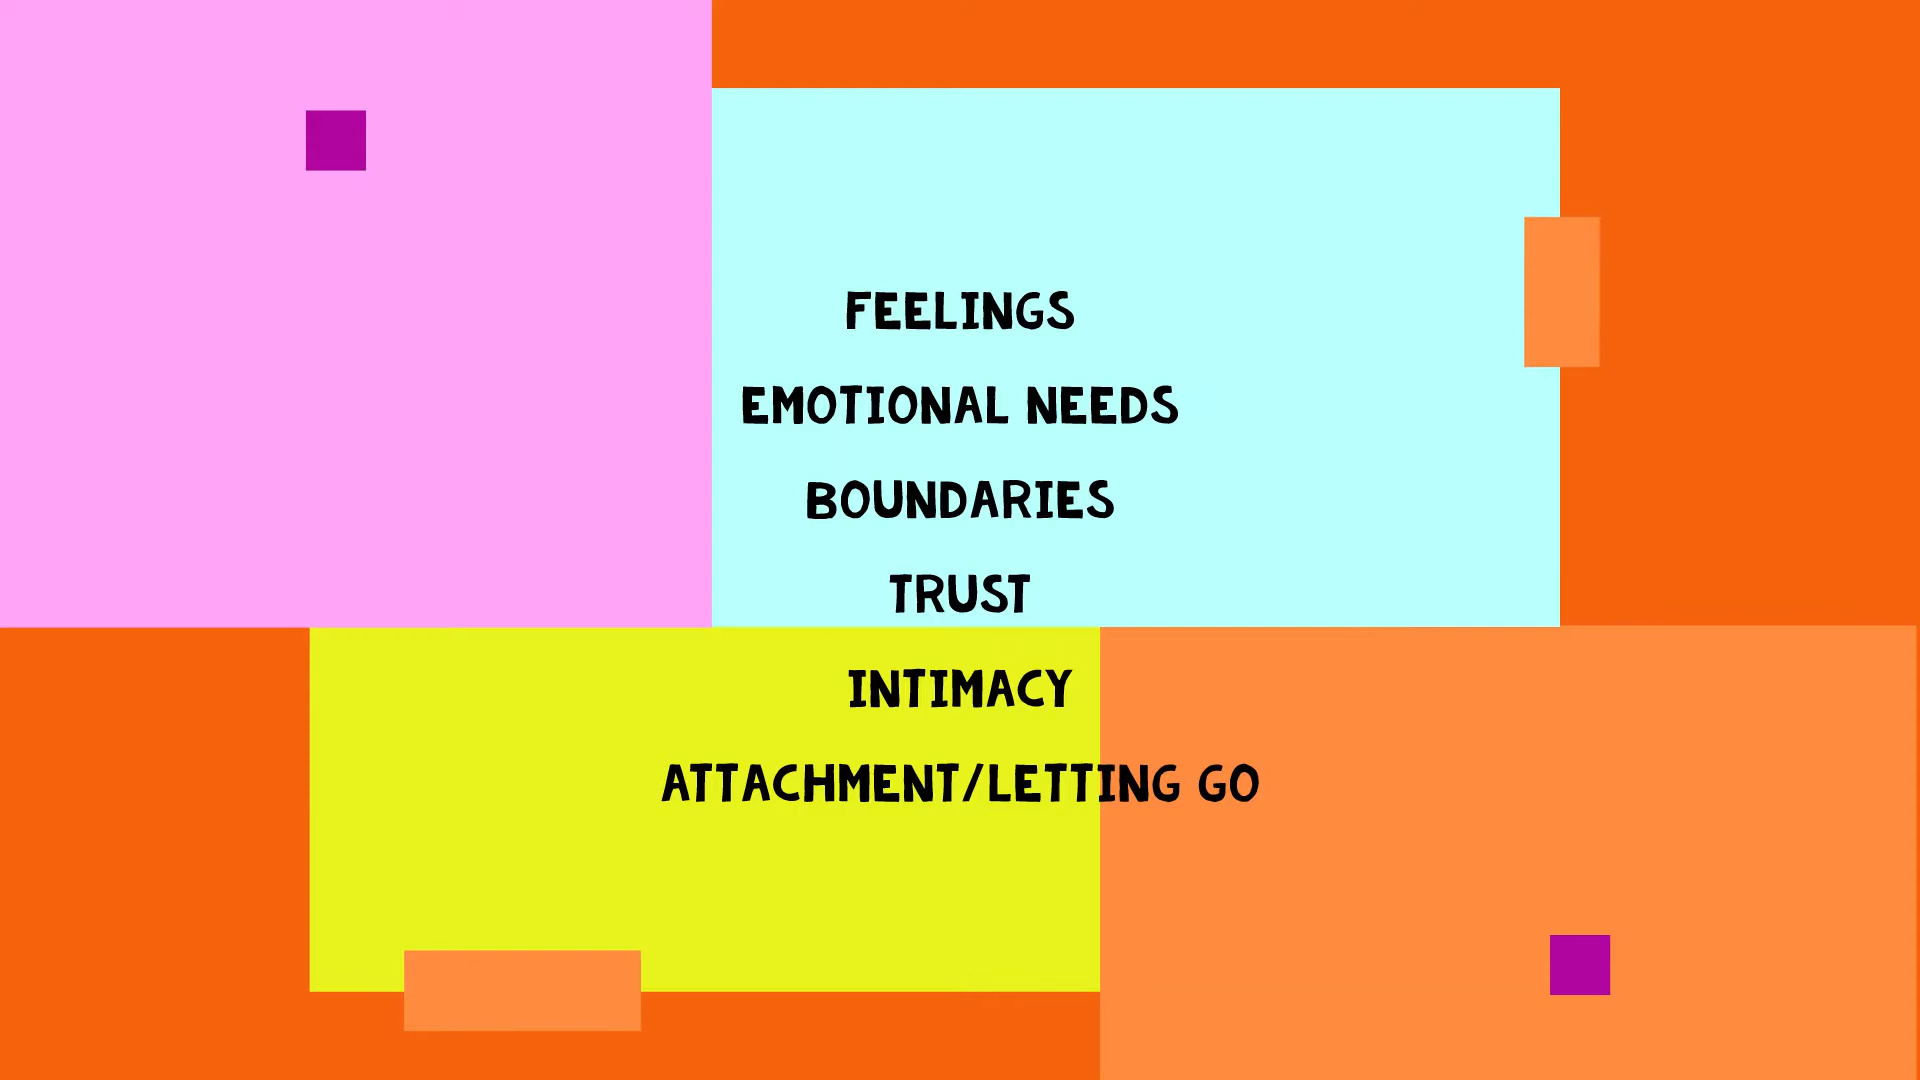 FEELINGS
EMOTIONAL NEEDS
BOUNDARIES
TRUST
INTIMACY
ATTACHMENT/LETTING GO